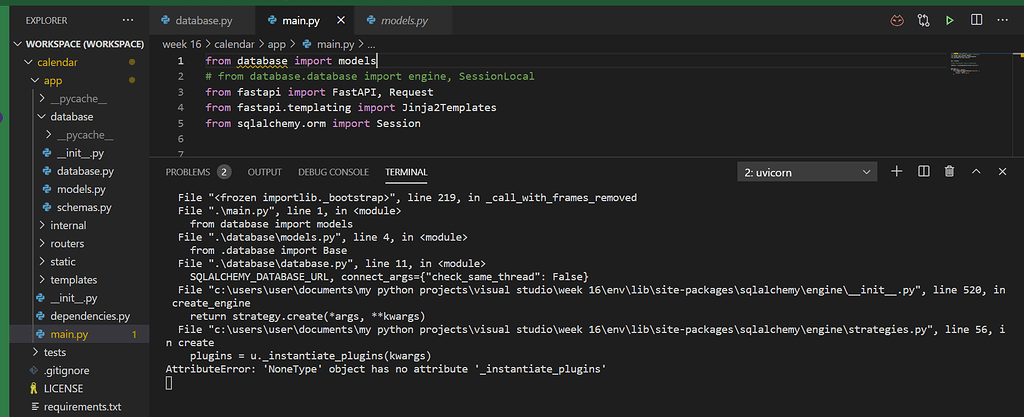 EXPLORER
···
database.py
main.py
models.py
WORKSPACE (WORKSPACE)
calendar
app
__pycache__
database
__pycache__
__init__.py
database.py
models.py
schemas.py
internal
routers
static
templates
__init__.py
dependencies.py
main.py 1
tests
.gitignore
LICENSE
requirements.txt
week 16 > calendar > app > main.py > ...
1 from database import models
2 # from database.database import engine, SessionLocal
3 from fastapi import FastAPI, Request
4 from fastapi.templating import Jinja2Templates
5 from sqlalchemy.orm import Session
6
7
PROBLEMS 2 OUTPUT DEBUG CONSOLE TERMINAL 2: uvicorn
File "<frozen importlib._bootstrap>", line 219, in _call_with_frames_removed
File ".\main.py", line 1, in <module>
from database import models
File ".\database\models.py", line 4, in <module>
from .database import Base
File ".\database\database.py", line 11, in <module>
SQLALCHEMY_DATABASE_URL, connect_args={"check_same_thread": False}
File "c:\users\user\documents\my python projects\visual studio\week 16\env\lib\site-packages\sqlalchemy\engine\__init__.py", line 520, in
create_engine
return strategy.create(*args, **kwargs)
File "c:\users\user\documents\my python projects\visual studio\week 16\env\lib\site-packages\sqlalchemy\engine\strategies.py", line 56, i
n create
plugins = u._instantiate_plugins(kwargs)
AttributeError: 'NoneType' object has no attribute '_instantiate_plugins'